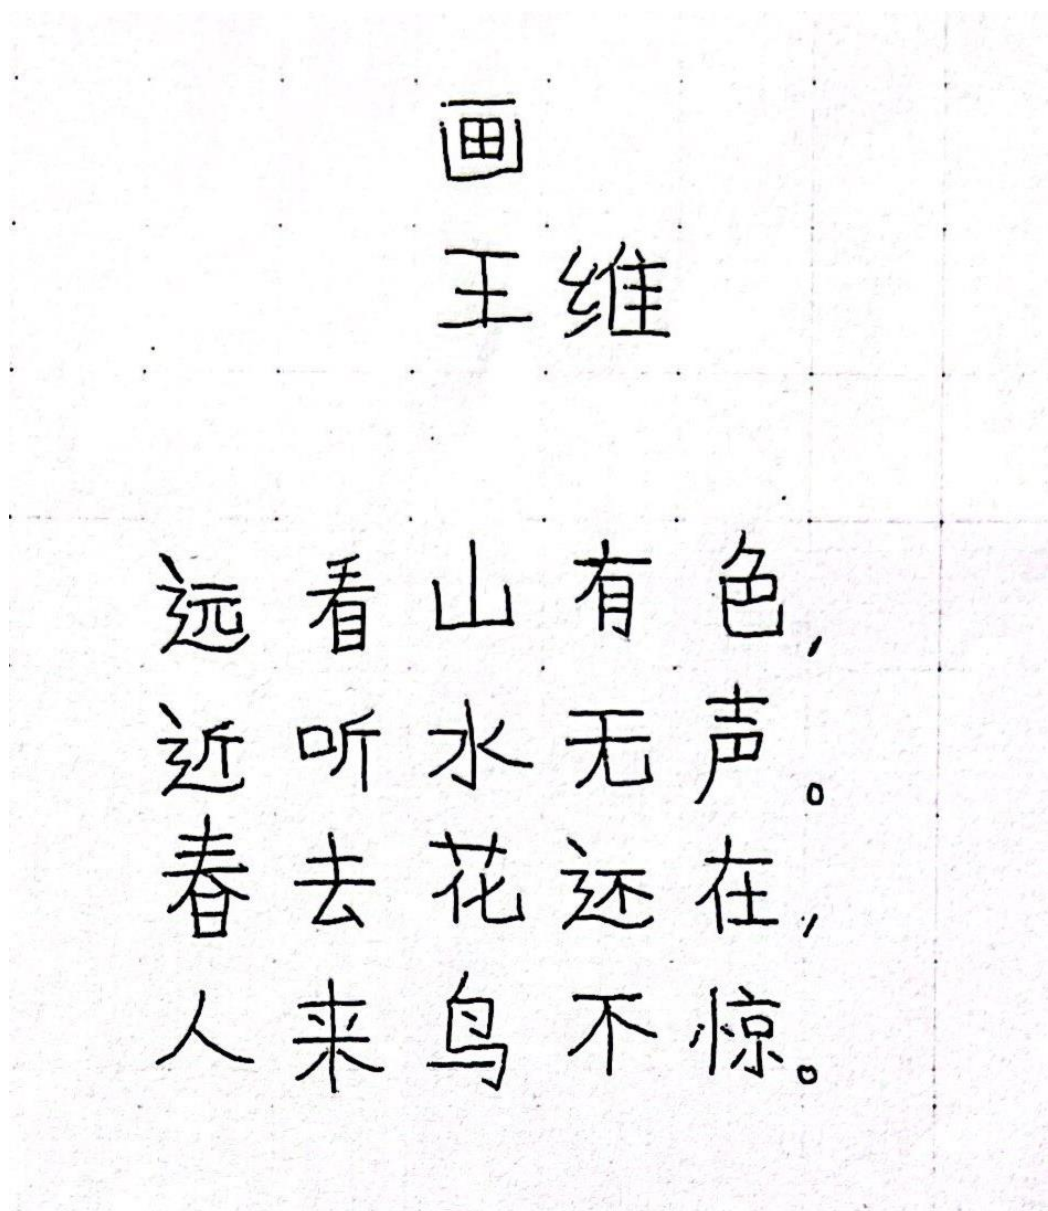 画
王维
远看山有色,
近听水无声。
春去花还在,
人来鸟不惊。